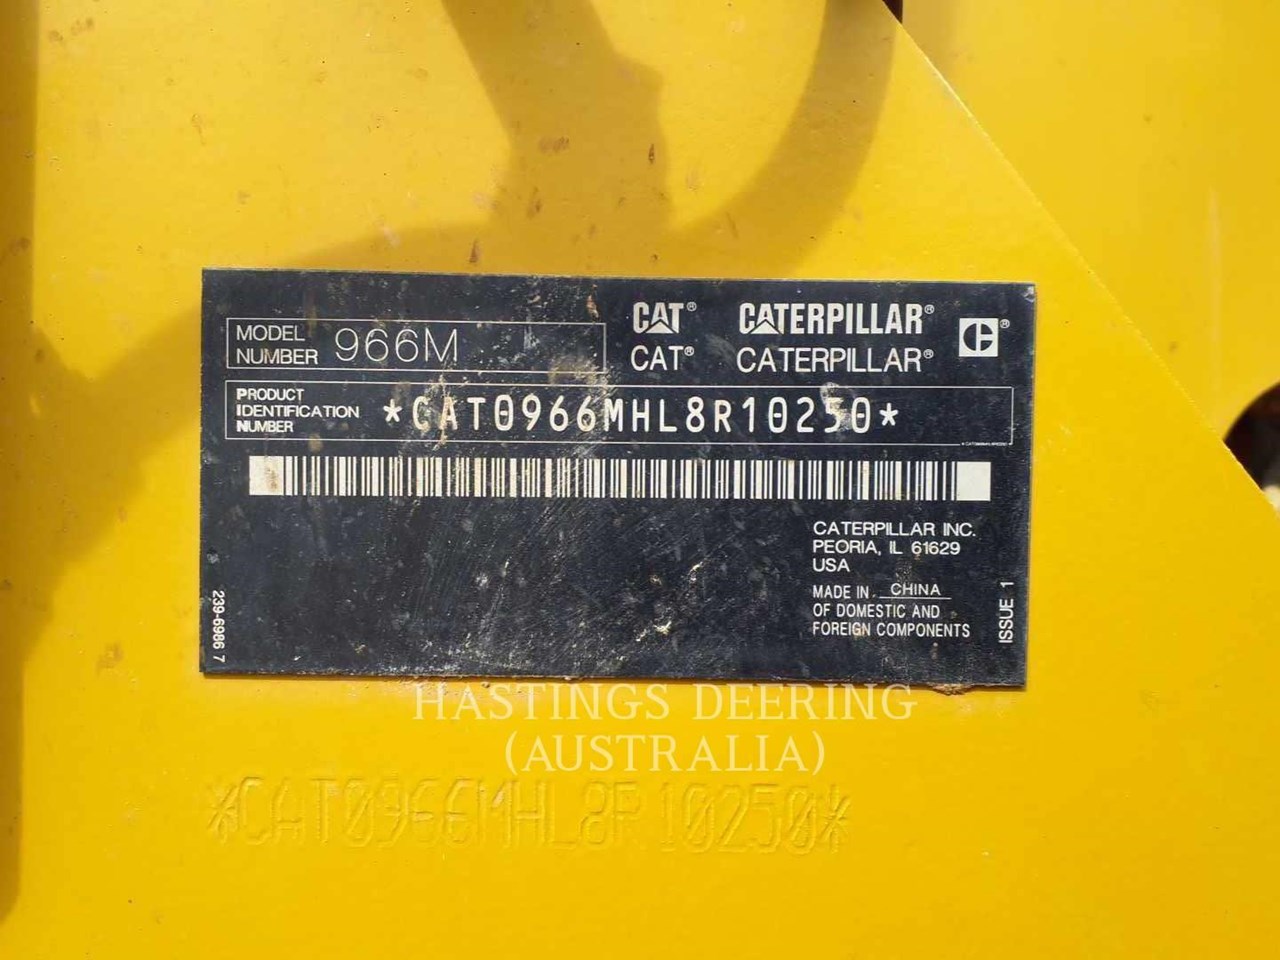 CAT® CATERPILLAR®
MODEL NUMBER 966M
CAT® CATERPILLAR®
PRODUCT IDENTIFICATION NUMBER *CAT0966MHL8R10250*
CATERPILLAR INC.
PEORIA, IL 61629
USA
MADE IN CHINA
OF DOMESTIC AND
FOREIGN COMPONENTS
239-6986 7
ISSUE 1
HASTINGS DEERING
(AUSTRALIA)
*CAT0966MHL8R10250*